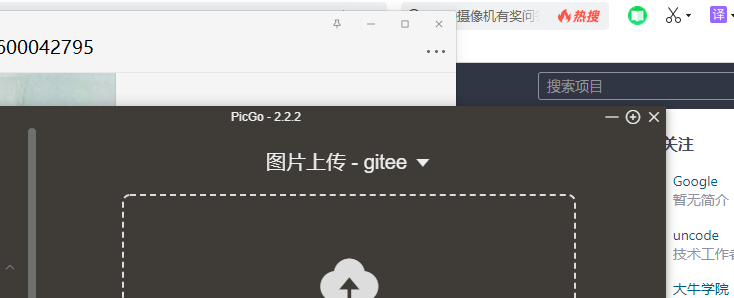 摄像机有奖问 热搜
译
600042795
搜索项目
PicGo - 2.2.2
图片上传 - gitee
关注
Google
暂无简介
uncode
技术工作者
大牛学院